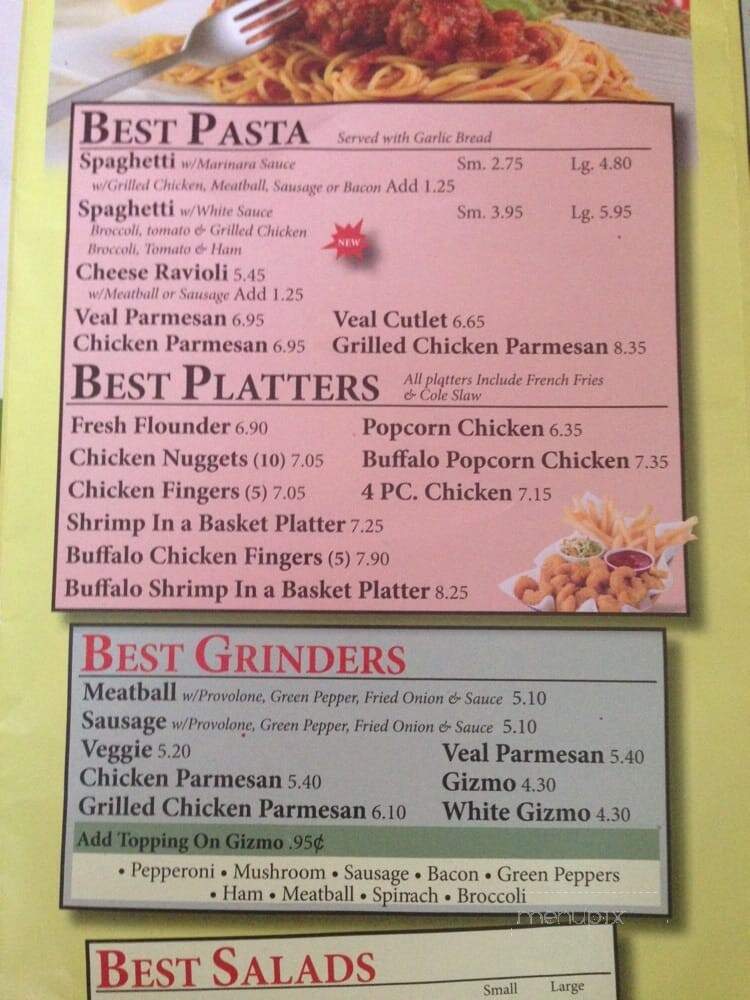 BEST PASTA Served with Garlic Bread
Spaghetti w/Marinara Sauce Sm. 2.75 Lg. 4.80
w/Grilled Chicken, Meatball, Sausage or Bacon Add 1.25
Spaghetti w/White Sauce Sm. 3.95 Lg. 5.95
Broccoli, tomato & Grilled Chicken
NEW
Broccoli, Tomato & Ham
Cheese Ravioli 5.45
w/Meatball or Sausage Add 1.25
Veal Parmesan 6.95 Veal Cutlet 6.65
Chicken Parmesan 6.95 Grilled Chicken Parmesan 8.35
BEST PLATTERS All platters Include French Fries
& Cole Slaw
Fresh Flounder 6.90 Popcorn Chicken 6.35
Chicken Nuggets (10) 7.05 Buffalo Popcorn Chicken 7.35
Chicken Fingers (5) 7.05 4 PC. Chicken 7.15
Shrimp In a Basket Platter 7.25
Buffalo Chicken Fingers (5) 7.90
Buffalo Shrimp In a Basket Platter 8.25
BEST GRINDERS
Meatball w/Provolone, Green Pepper, Fried Onion & Sauce 5.10
Sausage w/Provolone, Green Pepper, Fried Onion & Sauce 5.10
Veggie 5.20 Veal Parmesan 5.40
Chicken Parmesan 5.40 Gizmo 4.30
Grilled Chicken Parmesan 6.10 White Gizmo 4.30
Add Topping On Gizmo .95¢
• Pepperoni • Mushroom • Sausage • Bacon • Green Peppers
• Ham • Meatball • Spinach • Broccoli
menupix
BEST SALADS
Small Large